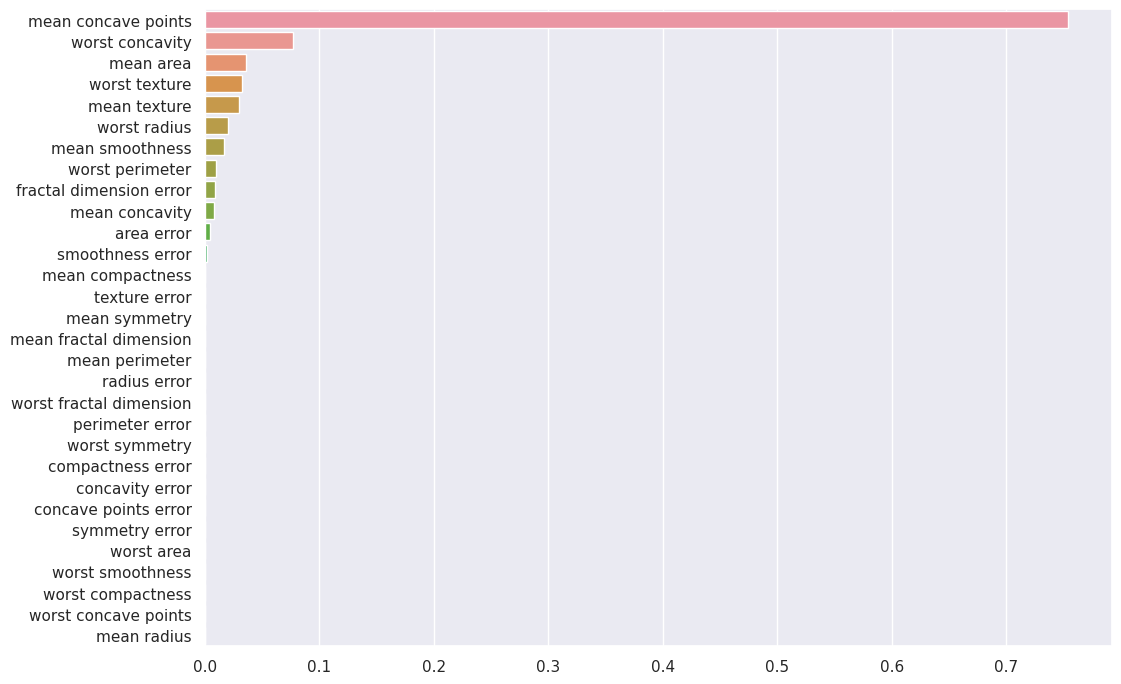 mean concave points
worst concavity
mean area
worst texture
mean texture
worst radius
mean smoothness
worst perimeter
fractal dimension error
mean concavity
area error
smoothness error
mean compactness
texture error
mean symmetry
mean fractal dimension
mean perimeter
radius error
worst fractal dimension
perimeter error
worst symmetry
compactness error
concavity error
concave points error
symmetry error
worst area
worst smoothness
worst compactness
worst concave points
mean radius
0.0 0.1 0.2 0.3 0.4 0.5 0.6 0.7